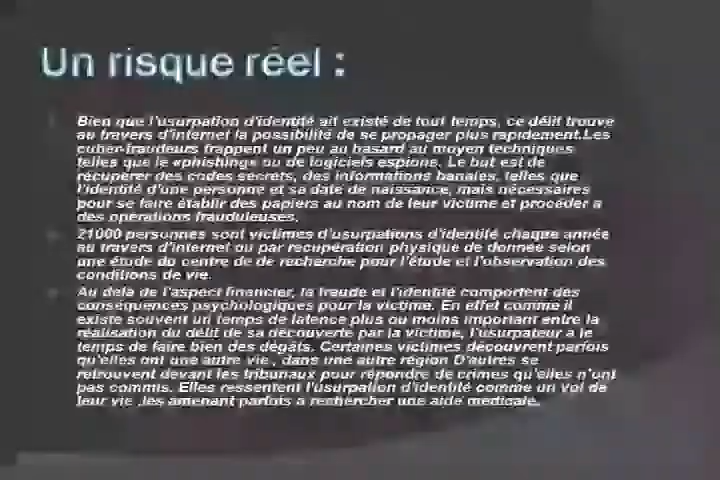 Un risque réel :
Bien que l'usurpation d'identité ait existé de tout temps, ce délit trouve
au travers d'internet la possibilité de se propager plus rapidement.Les
cyber-fraudeurs frappent un peu au hasard au moyen techniques
telles que le «phishing» ou de logiciels espions. Le but est de
récupérer des codes secrets, des informations banales, telles que
l'identité d'une personne et sa date de naissance, mais nécessaires
pour se faire établir des papiers au nom de leur victime et procéder a
des opérations frauduleuses.
21000 personnes sont victimes d'usurpations d'identité chaque année
au travers d'internet ou par recupération physique de donnée selon
une étude du centre de de recherche pour l'étude et l'observation des
conditions de vie.
Au delà de l'aspect financier, la fraude et l'identité comportent des
conséquences psychologiques pour la victime. En effet comme il
existe souvent un temps de latence plus ou moins important entre la
réalisation du délit de sa découverte par la victime, l'usurpateur a le
temps de faire bien des dégâts. Certaines victimes découvrent parfois
qu'elles ont une autre vie , dans une autre région D'autres se
retrouvent devant les tribunaux pour répondre de crimes qu'elles n'ont
pas commis. Elles ressentent l'usurpation d'identité comme un vol de
leur vie ,les amenant parfois a rechercher une aide médicale.